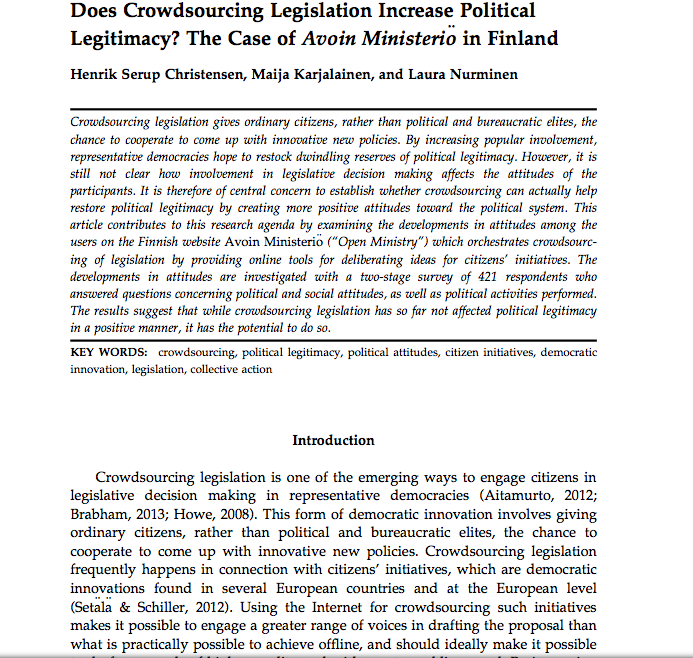 Does Crowdsourcing Legislation Increase Political
Legitimacy? The Case of Avoin Ministeriö in Finland
Henrik Serup Christensen, Maija Karjalainen, and Laura Nurminen
Crowdsourcing legislation gives ordinary citizens, rather than political and bureaucratic elites, the
chance to cooperate to come up with innovative new policies. By increasing popular involvement,
representative democracies hope to restock dwindling reserves of political legitimacy. However, it is
still not clear how involvement in legislative decision making affects the attitudes of the
participants. It is therefore of central concern to establish whether crowdsourcing can actually help
restore political legitimacy by creating more positive attitudes toward the political system. This
article contributes to this research agenda by examining the developments in attitudes among the
users on the Finnish website Avoin Ministeriö (“Open Ministry”) which orchestrates crowdsourc-
ing of legislation by providing online tools for deliberating ideas for citizens’ initiatives. The
developments in attitudes are investigated with a two-stage survey of 421 respondents who
answered questions concerning political and social attitudes, as well as political activities performed.
The results suggest that while crowdsourcing legislation has so far not affected political legitimacy
in a positive manner, it has the potential to do so.
KEY WORDS: crowdsourcing, political legitimacy, political attitudes, citizen initiatives, democratic
innovation, legislation, collective action
Introduction
Crowdsourcing legislation is one of the emerging ways to engage citizens in
legislative decision making in representative democracies (Aitamurto, 2012;
Brabham, 2013; Howe, 2008). This form of democratic innovation involves giving
ordinary citizens, rather than political and bureaucratic elites, the chance to
cooperate to come up with innovative new policies. Crowdsourcing legislation
frequently happens in connection with citizens’ initiatives, which are democratic
innovations found in several European countries and at the European level
(Setälä & Schiller, 2012). Using the Internet for crowdsourcing such initiatives
makes it possible to engage a greater range of voices in drafting the proposal than
what is practically possible to achieve offline, and should ideally make it possible